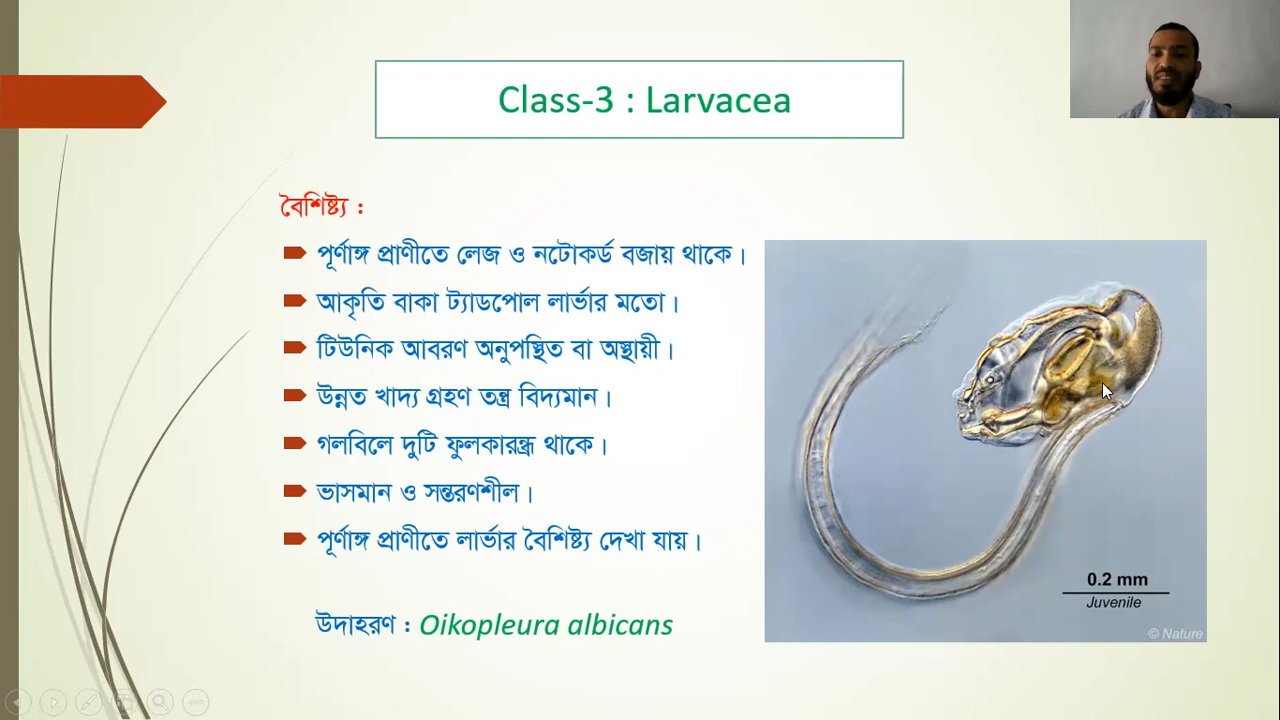 Class-3 : Larvacea
বৈশিষ্ট্য :
পূর্ণাঙ্গ প্রাণীতে লেজ ও নটোকর্ড বজায় থাকে।
আকৃতি বাকা ট্যাডপোল লার্ভার মতো।
টিউনিক আবরণ অনুপস্থিত বা অস্থায়ী।
উন্নত খাদ্য গ্রহণ তন্ত্র বিদ্যমান।
গলবিলে দুটি ফুলকারন্ধ্র থাকে।
ভাসমান ও সন্তরণশীল।
পূর্ণাঙ্গ প্রাণীতে লার্ভার বৈশিষ্ট্য দেখা যায়।
উদাহরণ : Oikopleura albicans
0.2 mm
Juvenile
© Nature